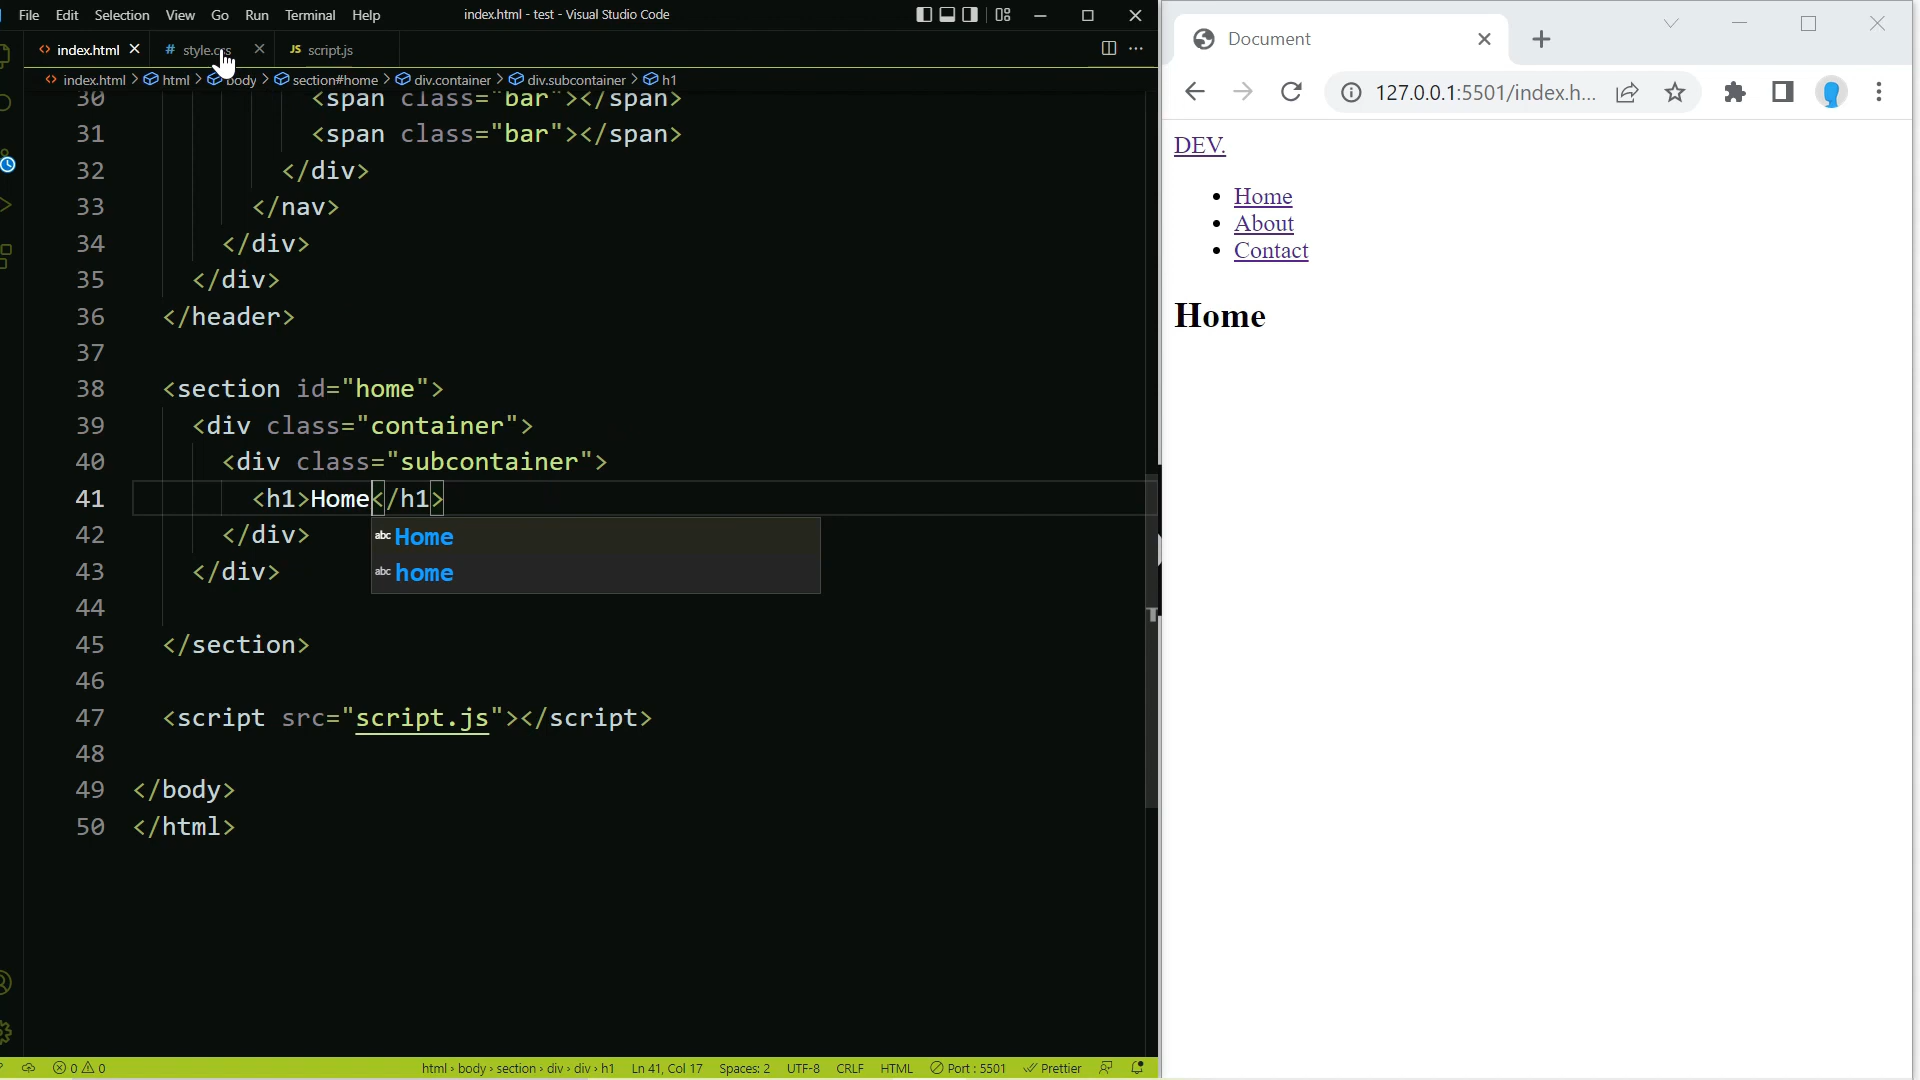 File Edit Selection View Go Run Terminal Help index.html - test - Visual Studio Code
index.html # style.css JS script.js
index.html > html > body > section#home > div.container > div.subcontainer > h1
30 <span class="bar"></span>
31 <span class="bar"></span>
32 </div>
33 </nav>
34 </div>
35 </div>
36 </header>
37
38 <section id="home">
39 <div class="container">
40 <div class="subcontainer">
41 <h1>Home</h1>
42 </div>
abc Home
43 </div>
abc home
44
45 </section>
46
47 <script src="script.js"></script>
48
49 </body>
50 </html>
0 0 html > body > section > div > div > h1 Ln 41, Col 17 Spaces: 2 UTF-8 CRLF HTML Port : 5501 Prettier
Document
127.0.0.1:5501/index.h...
DEV.
• Home
• About
• Contact
Home